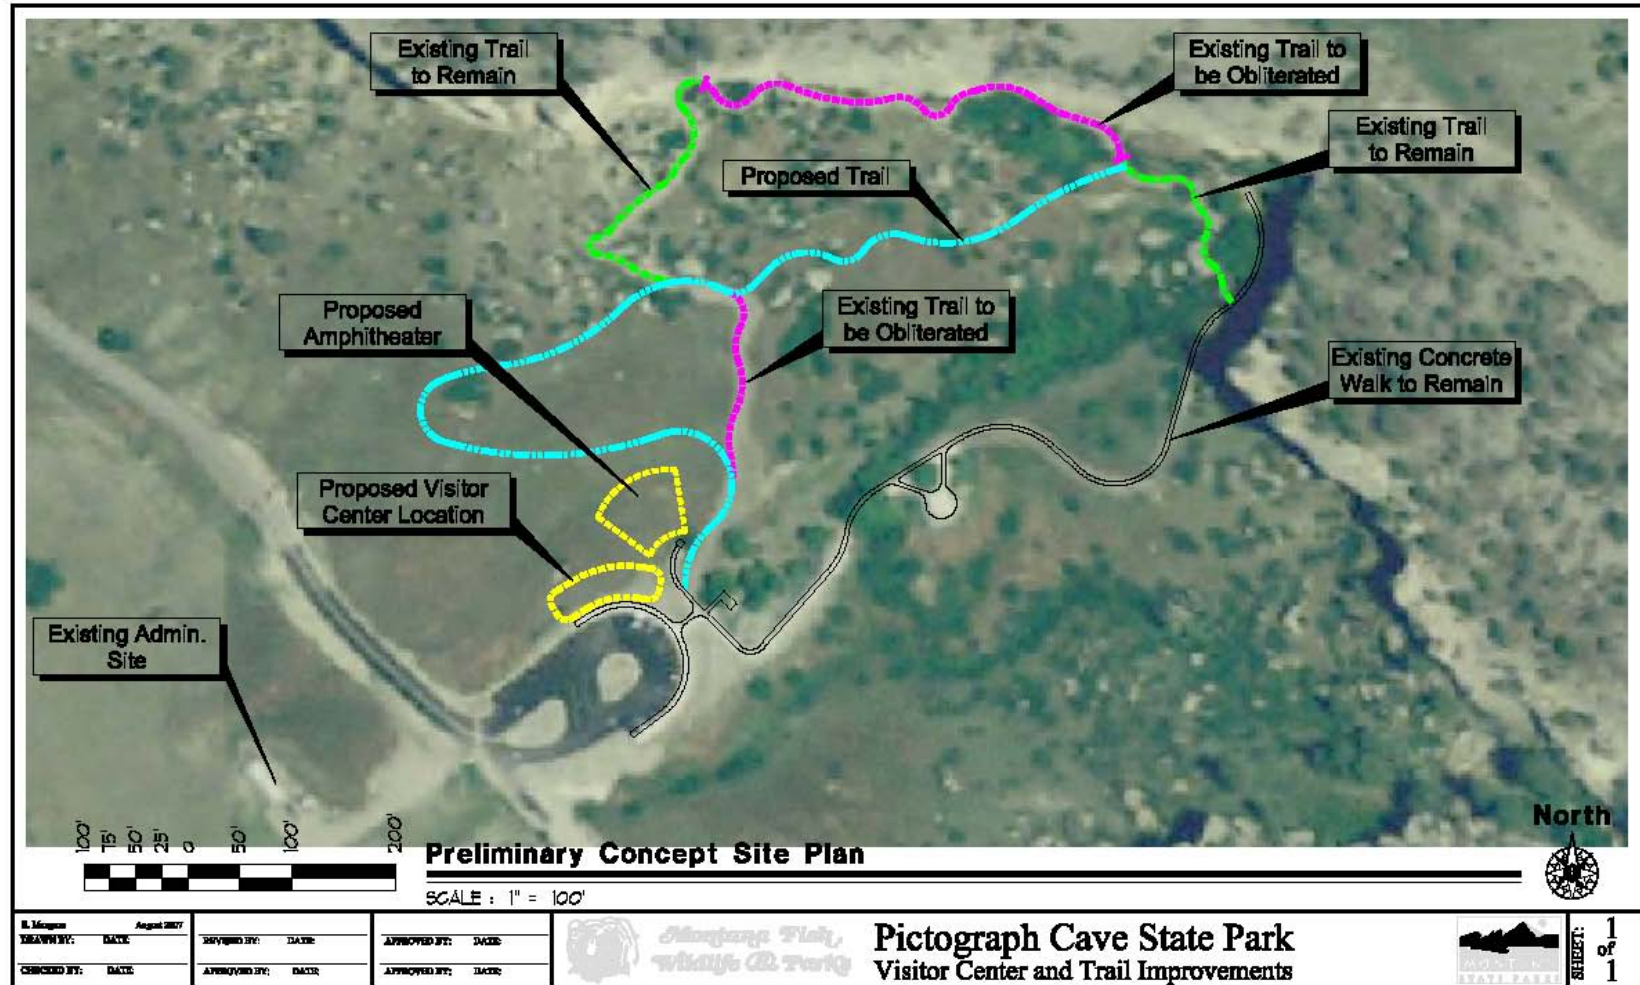 Existing Trail
to Remain
Existing Trail to
be Obliterated
Existing Trail
to Remain
Proposed Trail
Proposed
Amphitheater
Existing Trail to
be Obliterated
Existing Concrete
Walk to Remain
Proposed Visitor
Center Location
Existing Admin.
Site
North
100' 75' 50' 25' 0 50' 100' 200'
Preliminary Concept Site Plan
SCALE : 1" = 100'
August 2007
DRAWN BY: DATE:
CHECKED BY: DATE:
REVISED BY: DATE:
APPROVED BY: DATE:
APPROVED BY: DATE:
APPROVED BY: DATE:
Montana Fish,
Wildlife & Parks
Pictograph Cave State Park
Visitor Center and Trail Improvements
MONTANA
STATE PARKS
SHEET:
1
of
1